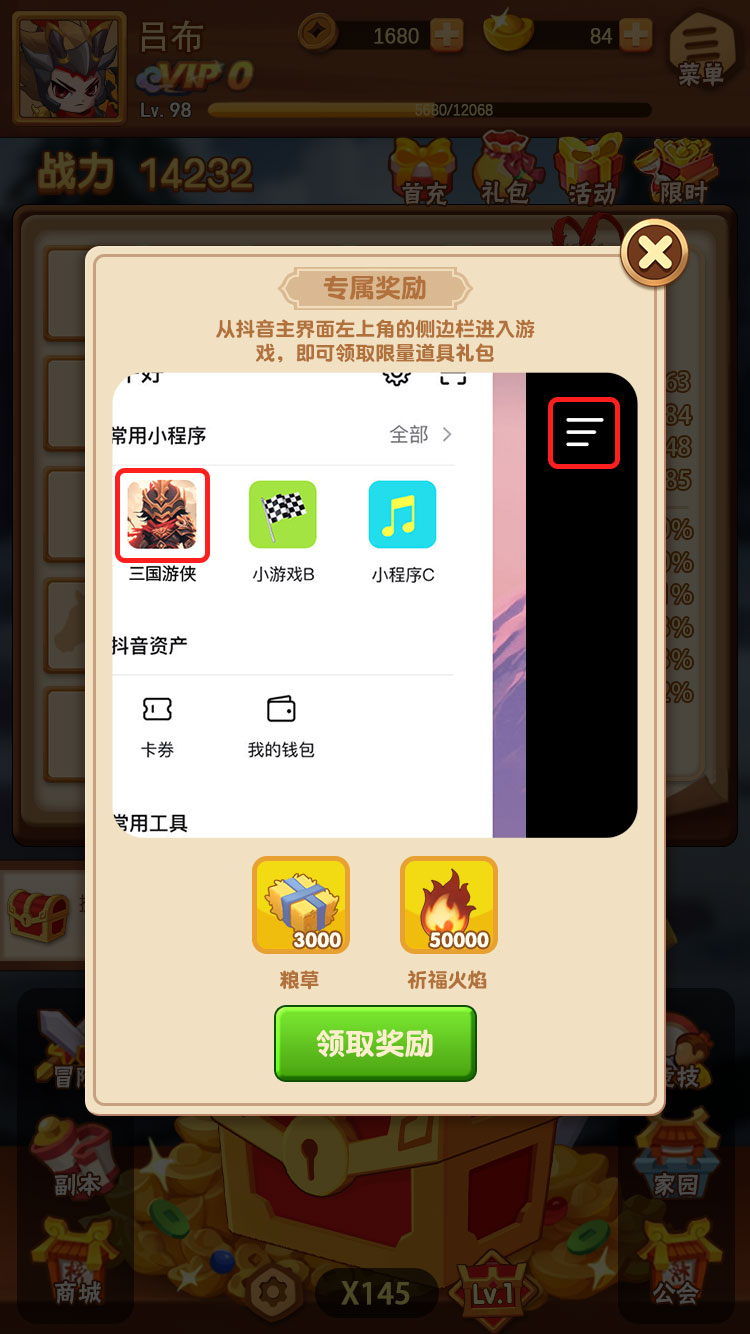 吕布
1680
84
VIP 0
菜单
Lv. 98
5680/12068
战力 14232
首充
礼包
活动
限时
专属奖励
从抖音主界面左上角的侧边栏进入游
戏，即可领取限量道具礼包
常用小程序
全部
三国游侠
小游戏B
小程序C
抖音资产
卡券
我的钱包
常用工具
3000
50000
粮草
祈福火焰
领取奖励
冒险
竞技
副本
家园
商城
X145
Lv.1
公会